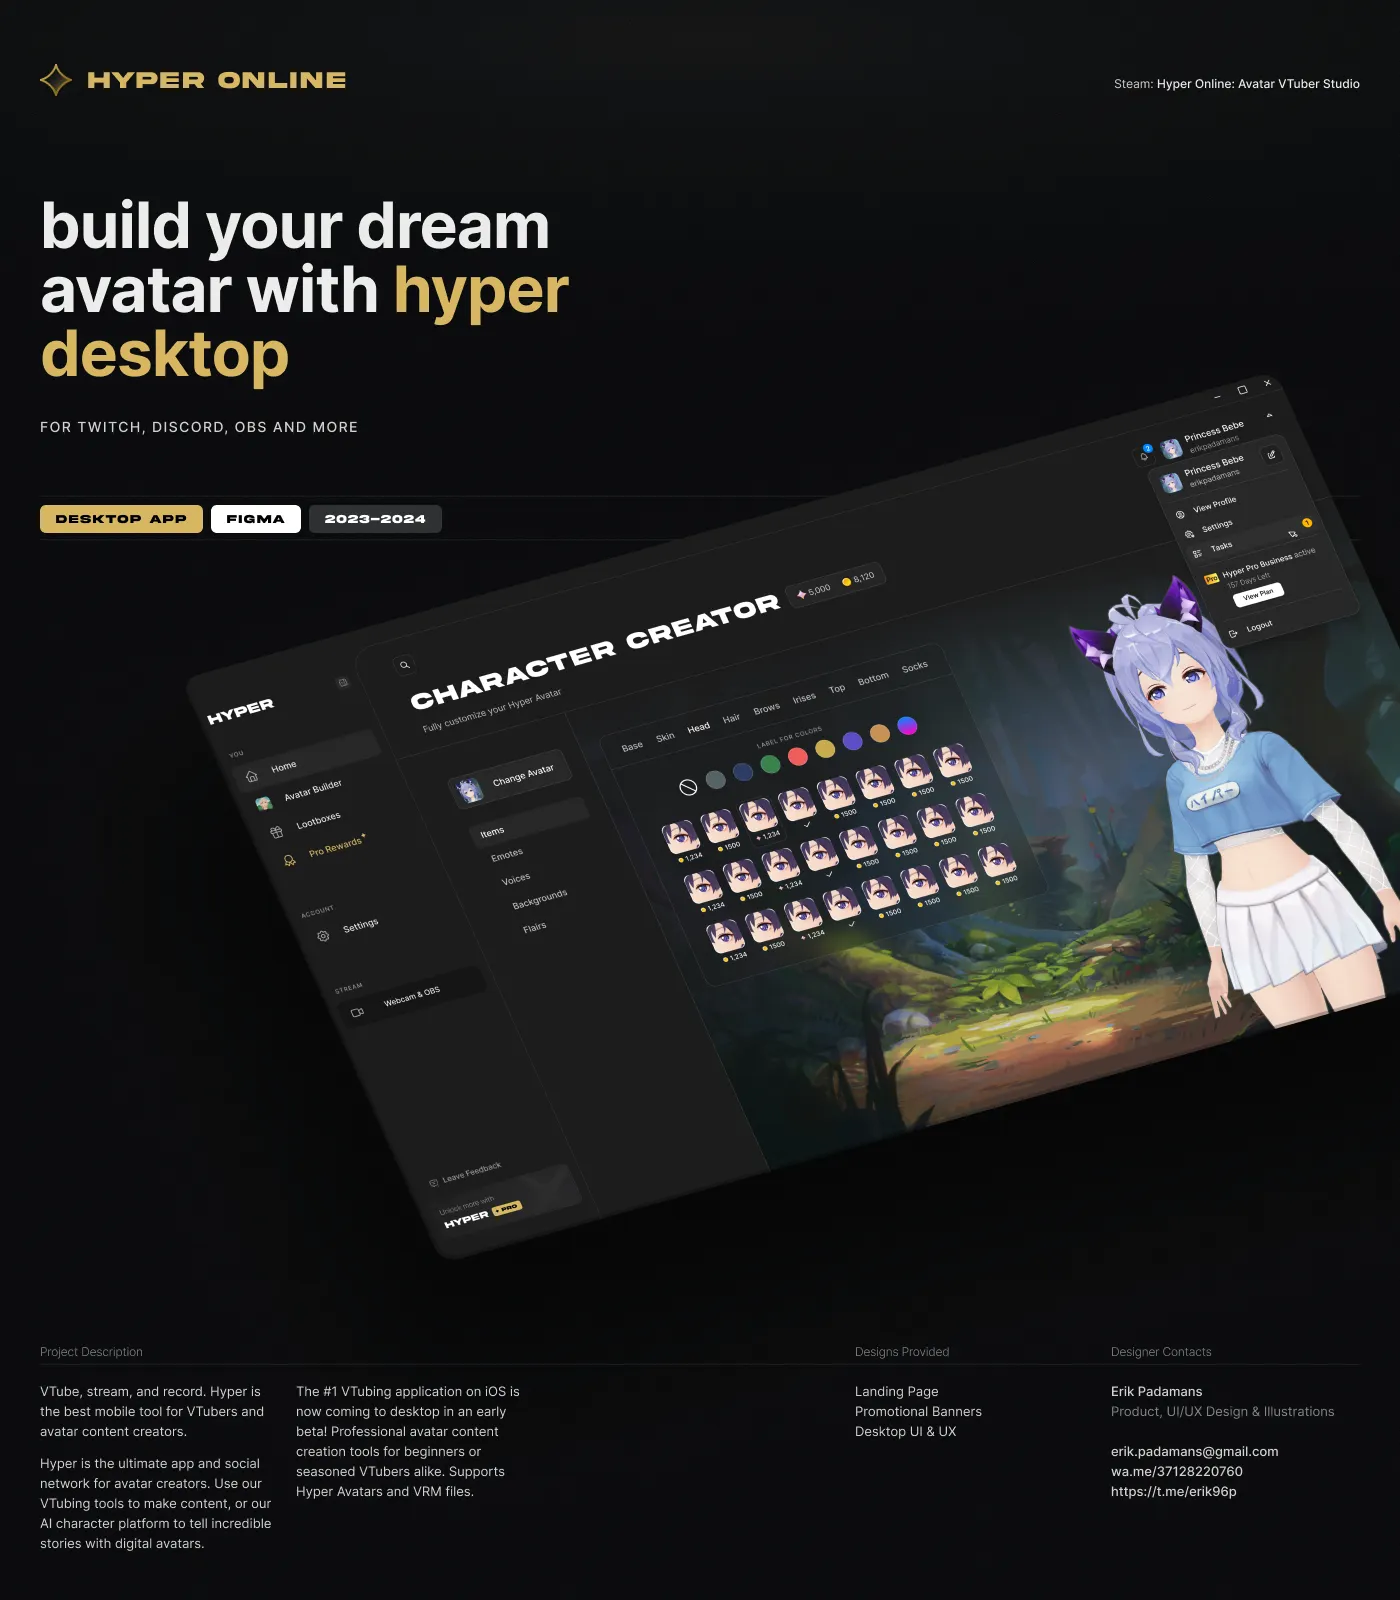 HYPER ONLINE
Steam: Hyper Online: Avatar VTuber Studio
build your dream
avatar with hyper
desktop
FOR TWITCH, DISCORD, OBS AND MORE
DESKTOP APP
FIGMA
2023-2024
2
Princess Bebe
erikpadamans
Princess Bebe
erikpadamans
View Profile
Settings
Tasks
1
Pro
Hyper Pro Business active
157 Days Left
View Plan
Logout
CHARACTER CREATOR
5,000
8,120
Fully customize your Hyper Avatar
HYPER
YOU
Home
Avatar Builder
Lootboxes
Pro Rewards
ACCOUNT
Settings
STREAM
Webcam & OBS
Leave Feedback
Unlock more with
HYPER + PRO
Change Avatar
Items
Emotes
Voices
Backgrounds
Flairs
Base Skin Head Hair Brows Irises Top Bottom Socks
LABEL FOR COLORS
1,234 1500 1,234 1500 1500 1500 1500
1,234 1500 1,234 1500 1500 1500 1500
1,234 1500 1,234 1500 1500 1500 1500
ハイパー
Project Description
VTube, stream, and record. Hyper is
the best mobile tool for VTubers and
avatar content creators.
Hyper is the ultimate app and social
network for avatar creators. Use our
VTubing tools to make content, or our
AI character platform to tell incredible
stories with digital avatars.
The #1 VTubing application on iOS is
now coming to desktop in an early
beta! Professional avatar content
creation tools for beginners or
seasoned VTubers alike. Supports
Hyper Avatars and VRM files.
Designs Provided
Landing Page
Promotional Banners
Desktop UI & UX
Designer Contacts
Erik Padamans
Product, UI/UX Design & Illustrations
erik.padamans@gmail.com
wa.me/37128220760
https://t.me/erik96p